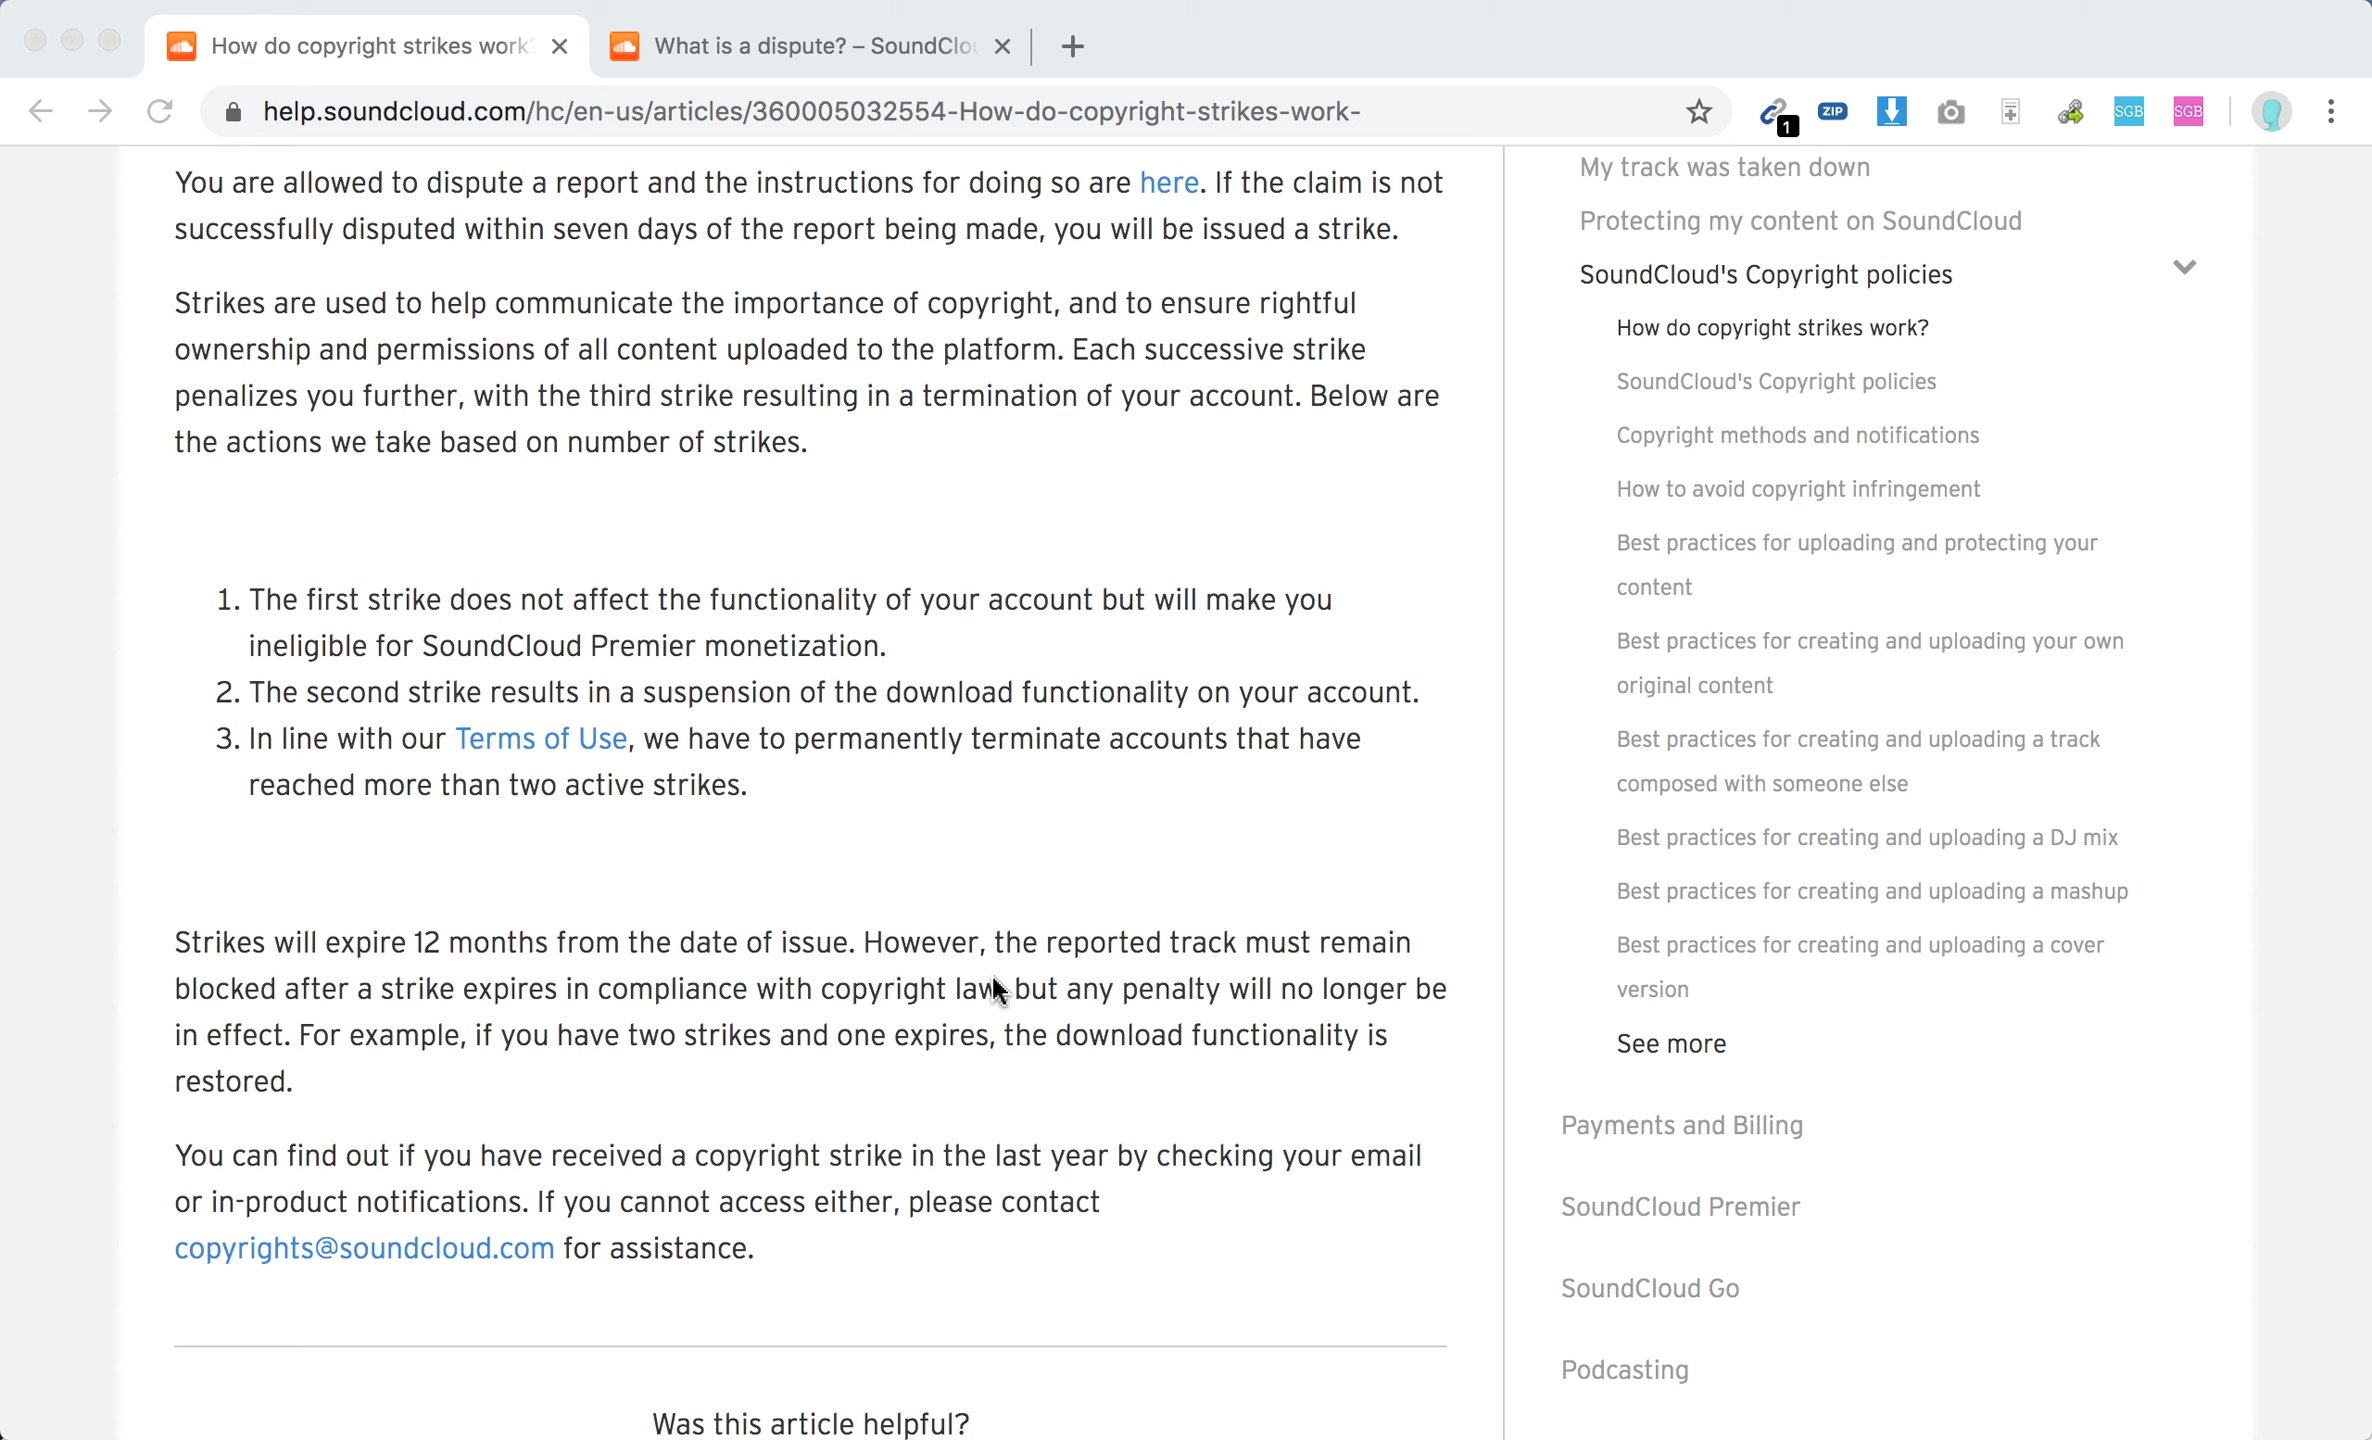 How do copyright strikes work?
What is a dispute? – SoundClou
help.soundcloud.com/hc/en-us/articles/360005032554-How-do-copyright-strikes-work-
1
ZIP
SGB
SGB
You are allowed to dispute a report and the instructions for doing so are here. If the claim is not
successfully disputed within seven days of the report being made, you will be issued a strike.
Strikes are used to help communicate the importance of copyright, and to ensure rightful
ownership and permissions of all content uploaded to the platform. Each successive strike
penalizes you further, with the third strike resulting in a termination of your account. Below are
the actions we take based on number of strikes.
1. The first strike does not affect the functionality of your account but will make you
ineligible for SoundCloud Premier monetization.
2. The second strike results in a suspension of the download functionality on your account.
3. In line with our Terms of Use, we have to permanently terminate accounts that have
reached more than two active strikes.
Strikes will expire 12 months from the date of issue. However, the reported track must remain
blocked after a strike expires in compliance with copyright law but any penalty will no longer be
in effect. For example, if you have two strikes and one expires, the download functionality is
restored.
You can find out if you have received a copyright strike in the last year by checking your email
or in-product notifications. If you cannot access either, please contact
copyrights@soundcloud.com for assistance.
Was this article helpful?
My track was taken down
Protecting my content on SoundCloud
SoundCloud's Copyright policies
How do copyright strikes work?
SoundCloud's Copyright policies
Copyright methods and notifications
How to avoid copyright infringement
Best practices for uploading and protecting your
content
Best practices for creating and uploading your own
original content
Best practices for creating and uploading a track
composed with someone else
Best practices for creating and uploading a DJ mix
Best practices for creating and uploading a mashup
Best practices for creating and uploading a cover
version
See more
Payments and Billing
SoundCloud Premier
SoundCloud Go
Podcasting